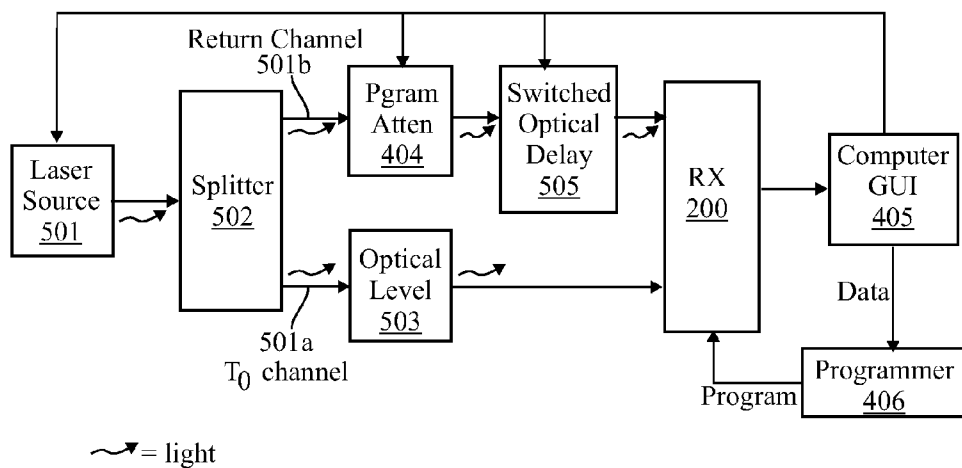 Return Channel
501b
Pgram
Atten
404
Switched
Optical
Delay
505
Laser
Source
501
Splitter
502
RX
200
Computer
GUI
405
Optical
Level
503
Data
501a
T0 channel
Program
Programmer
406
= light